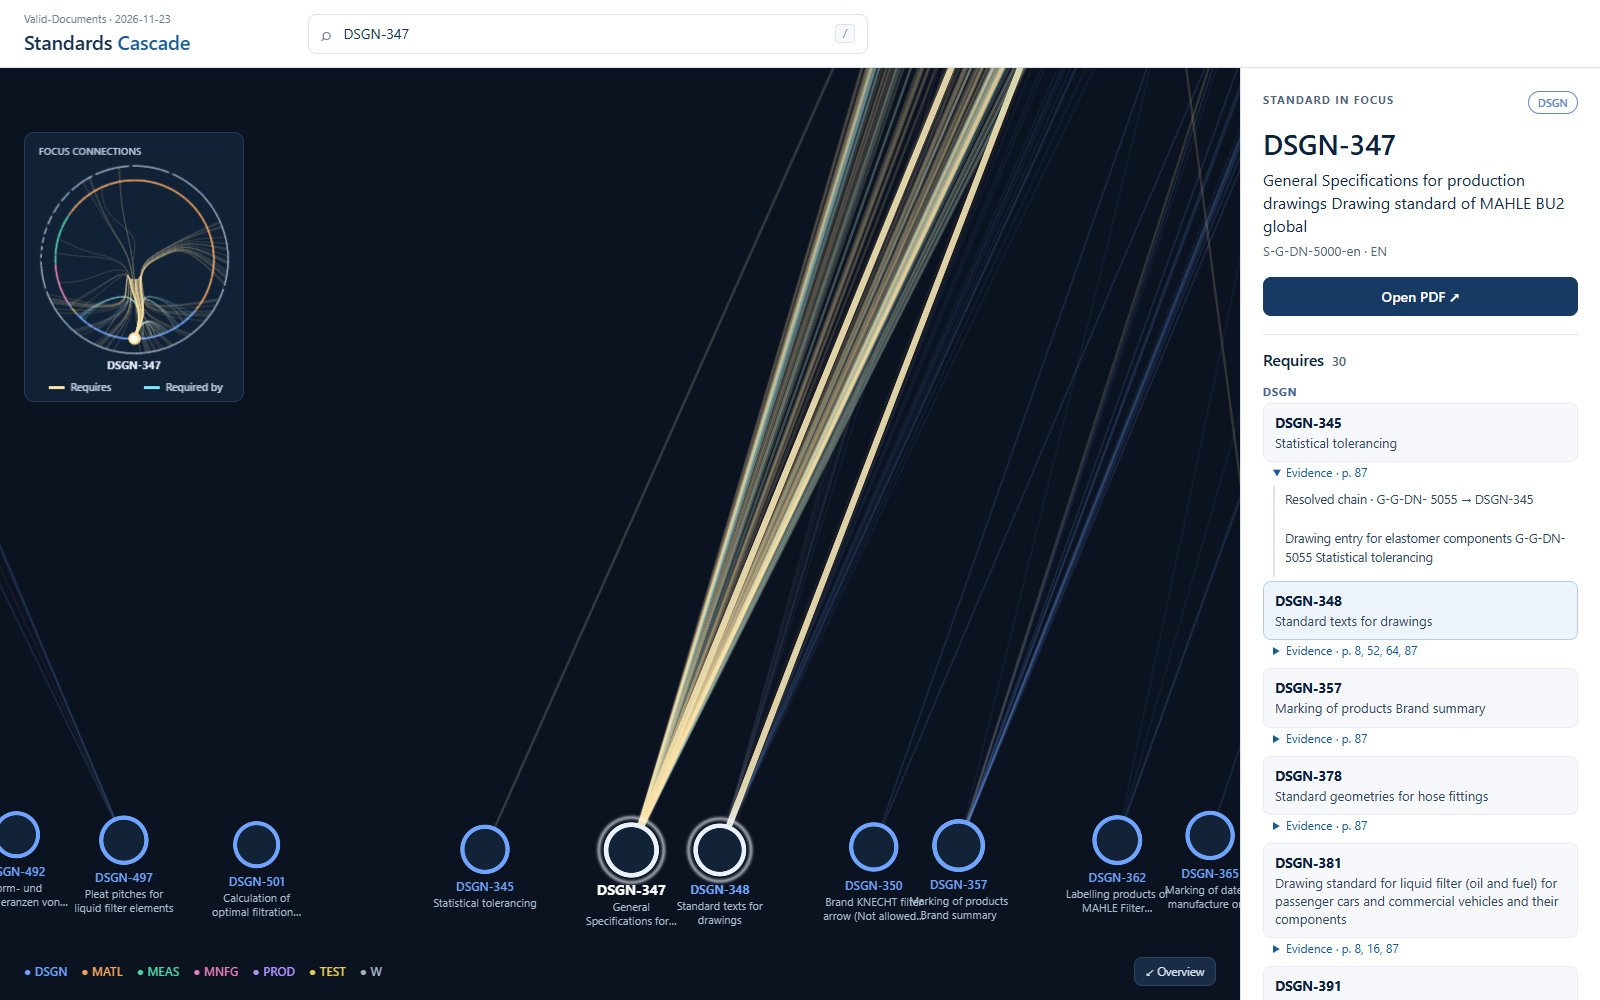 Valid-Documents · 2026-11-23
Standards Cascade
DSGN-347
/
FOCUS CONNECTIONS
DSGN-347
Requires
Required by
SGN-492
orm- und
eranzen von...
DSGN-497
Pleat pitches for
liquid filter elements
DSGN-501
Calculation of
optimal filtration...
DSGN-345
Statistical tolerancing
DSGN-347
General
Specifications for...
DSGN-348
Standard texts for
drawings
DSGN-350
Brand KNECHT filter
arrow (Not allowed...
DSGN-357
Marking of products
Brand summary
DSGN-362
Labelling products of
MAHLE Filter...
DSGN-365
Marking of date
manufacture or
DSGN
MATL
MEAS
MNFG
PROD
TEST
W
↙ Overview
STANDARD IN FOCUS
DSGN
DSGN-347
General Specifications for production
drawings Drawing standard of MAHLE BU2
global
S-G-DN-5000-en · EN
Open PDF ↗
Requires 30
DSGN
DSGN-345
Statistical tolerancing
▼ Evidence · p. 87
Resolved chain · G-G-DN- 5055 → DSGN-345
Drawing entry for elastomer components G-G-DN-
5055 Statistical tolerancing
DSGN-348
Standard texts for drawings
▶ Evidence · p. 8, 52, 64, 87
DSGN-357
Marking of products Brand summary
▶ Evidence · p. 87
DSGN-378
Standard geometries for hose fittings
▶ Evidence · p. 87
DSGN-381
Drawing standard for liquid filter (oil and fuel) for
passenger cars and commercial vehicles and their
components
▶ Evidence · p. 8, 16, 87
DSGN-391